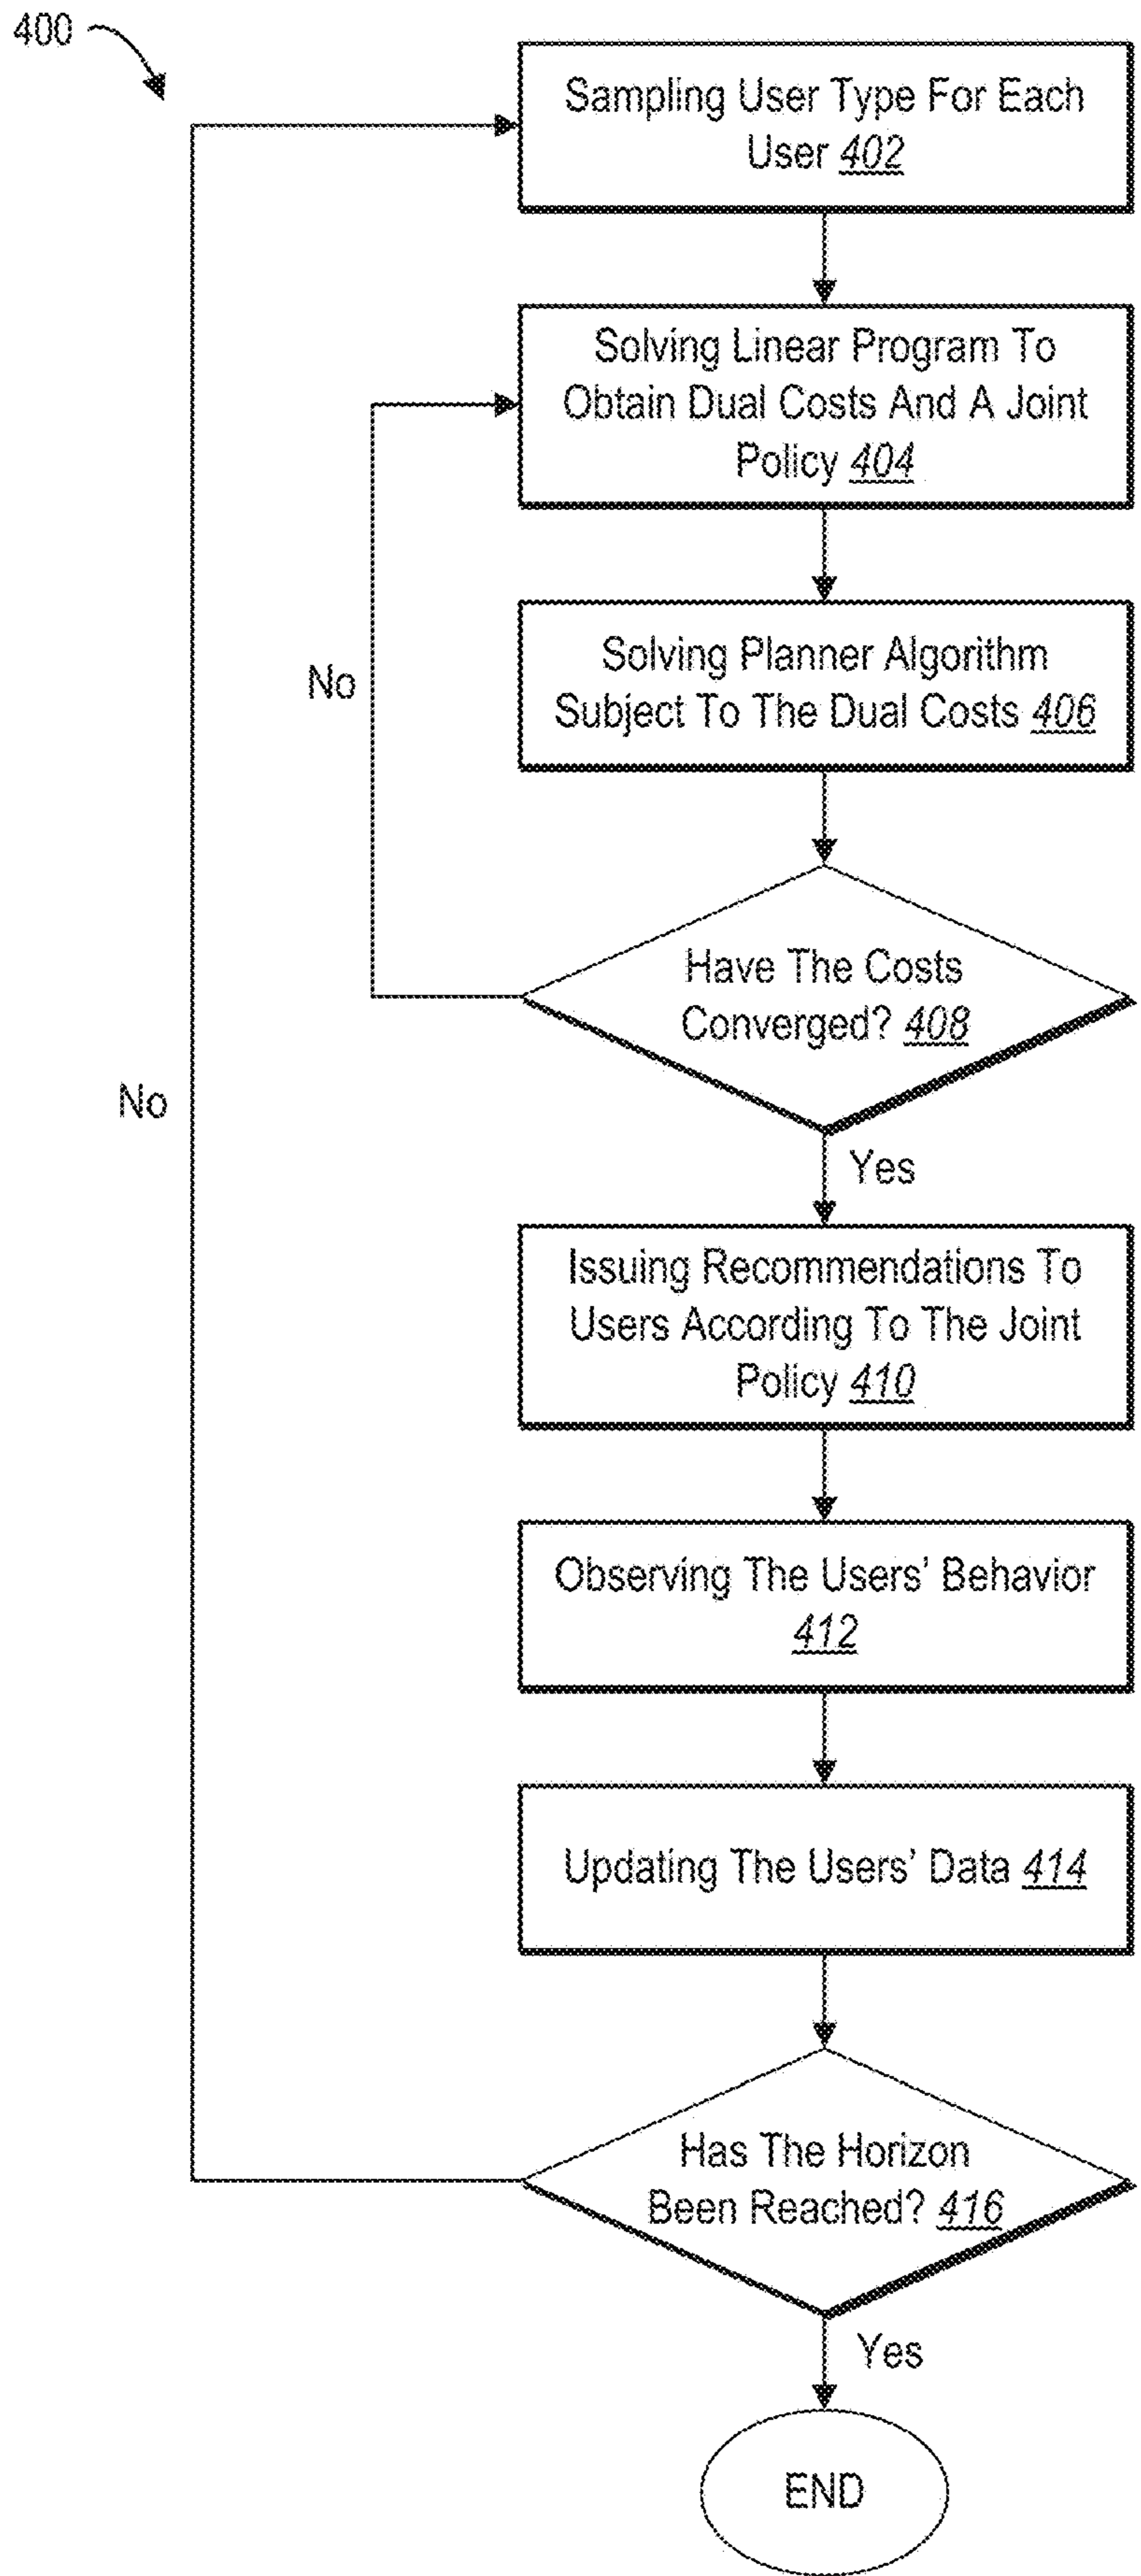 400
Sampling User Type For Each
User 402
Solving Linear Program To
Obtain Dual Costs And A Joint
Policy 404
Solving Planner Algorithm
Subject To The Dual Costs 406
No
Have The Costs
Converged? 408
No
Yes
Issuing Recommendations To
Users According To The Joint
Policy 410
Observing The Users’ Behavior
412
Updating The Users’ Data 414
Has The Horizon
Been Reached? 416
Yes
END